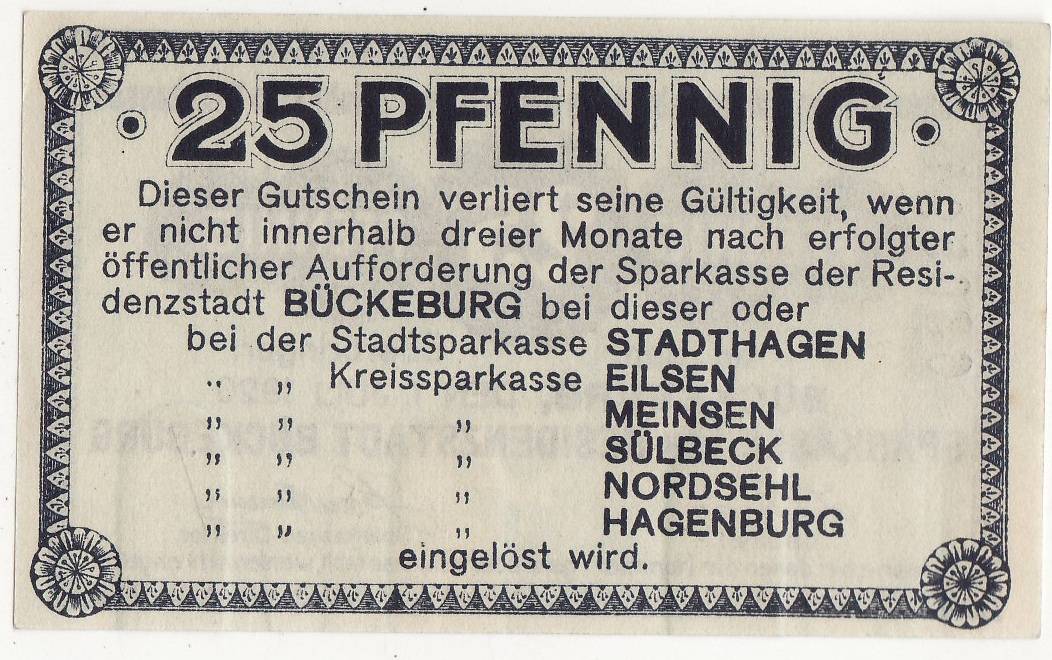 25 PFENNIG
Dieser Gutschein verliert seine Gültigkeit, wenn
er nicht innerhalb dreier Monate nach erfolgter
öffentlicher Aufforderung der Sparkasse der Resi-
denzstadt BÜCKEBURG bei dieser oder
bei der Stadtsparkasse STADTHAGEN
„ „ Kreissparkasse EILSEN
„ „ „ MEINSEN
„ „ „ SÜLBECK
„ „ „ NORDSEHL
„ „ „ HAGENBURG
eingelöst wird.